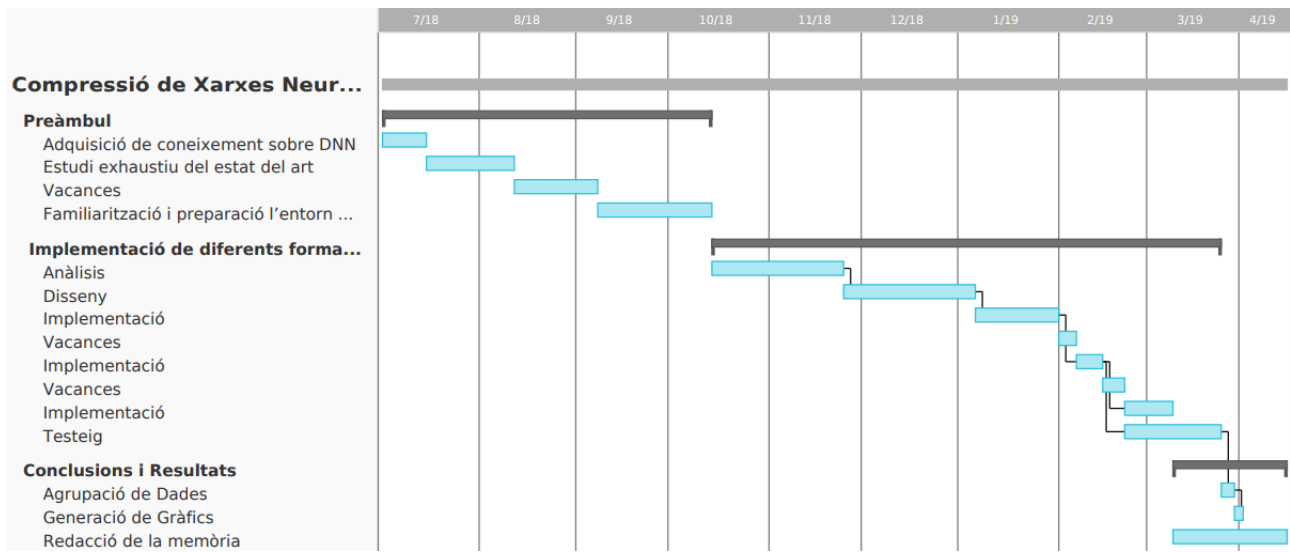 7/18 8/18 9/18 10/18 11/18 12/18 1/19 2/19 3/19 4/19
Compressió de Xarxes Neur...
Preàmbul
Adquisició de coneixement sobre DNN
Estudi exhaustiu del estat del art
Vacances
Familiarització i preparació l’entorn ...
Implementació de diferents forma...
Anàlisis
Disseny
Implementació
Vacances
Implementació
Vacances
Implementació
Testeig
Conclusions i Resultats
Agrupació de Dades
Generació de Gràfics
Redacció de la memòria